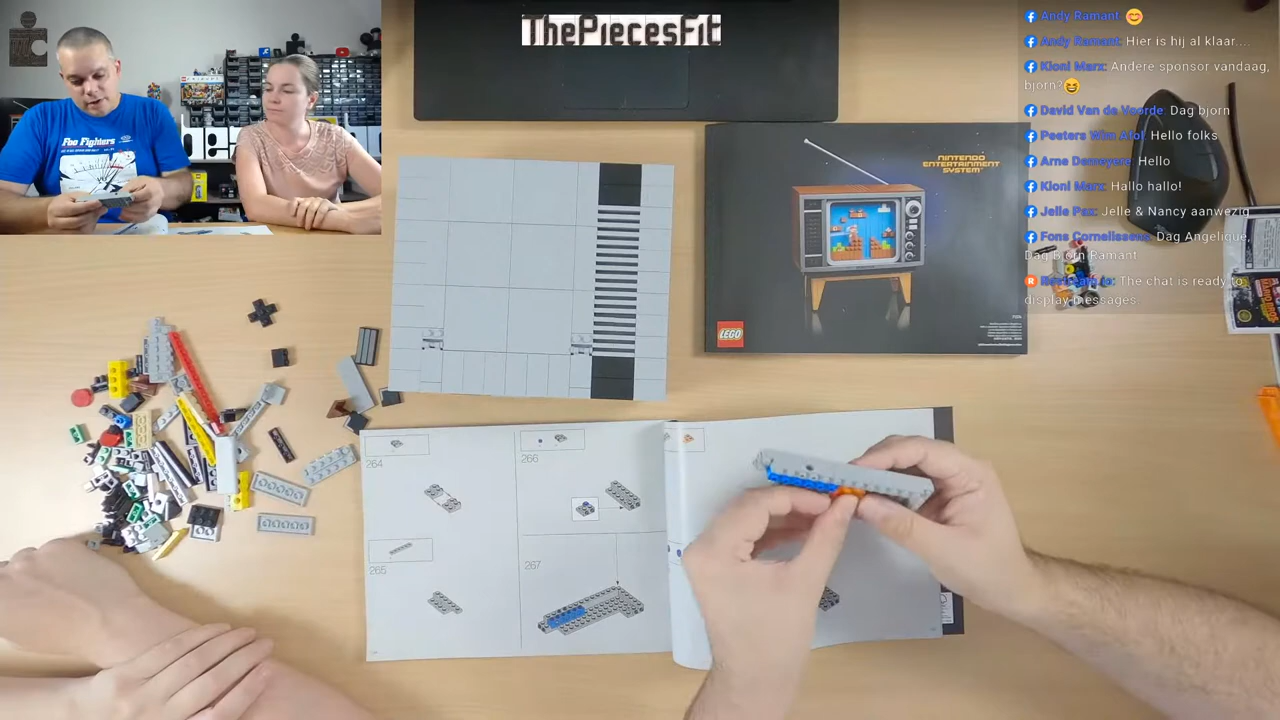 ThePiecesFit
Foo Fighters
NINTENDO
ENTERTAINMENT
SYSTEM
LEGO
264
265
266
267
Andy Ramant: 😊
Andy Ramant: Hier is hij al klaar....
Kioni Marx: Andere sponsor vandaag,
bjorn?😆
David Van de Voorde: Dag bjorn
Peeters Wim Afol: Hello folks
Arne Demeyere: Hello
Kioni Marx: Hallo hallo!
Jelle Pax: Jelle & Nancy aanwezig
Fons Cornelissens: Dag Angelique,
Dag Bjorn Ramant
The chat is ready to
display messages.